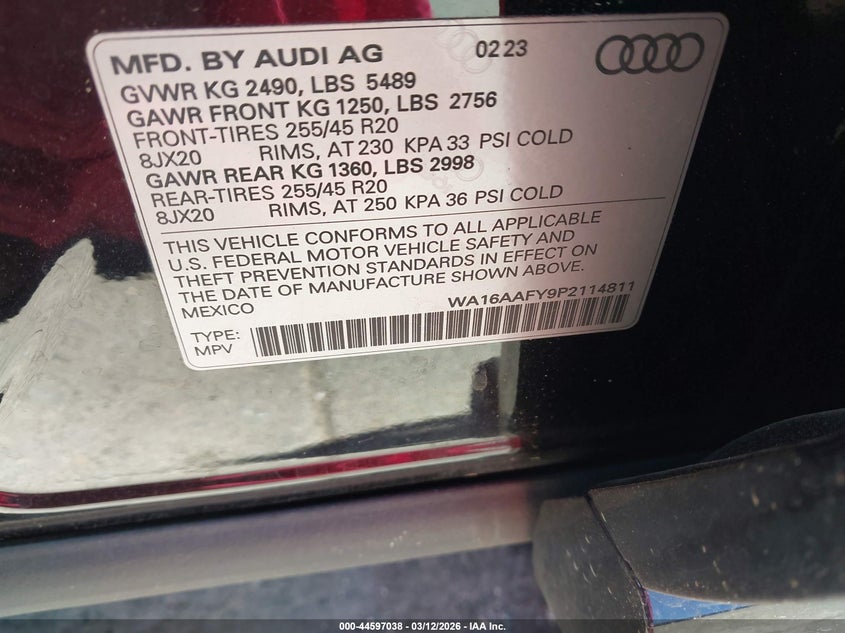 MFD. BY AUDI AG 02 23
GVWR KG 2490, LBS 5489
GAWR FRONT KG 1250, LBS 2756
FRONT-TIRES 255/45 R20
8JX20 RIMS, AT 230 KPA 33 PSI COLD
GAWR REAR KG 1360, LBS 2998
REAR-TIRES 255/45 R20
8JX20 RIMS, AT 250 KPA 36 PSI COLD
THIS VEHICLE CONFORMS TO ALL APPLICABLE
U.S. FEDERAL MOTOR VEHICLE SAFETY AND
THEFT PREVENTION STANDARDS IN EFFECT ON
THE DATE OF MANUFACTURE SHOWN ABOVE.
MEXICO WA16AAFY9P2114811
TYPE:
MPV
000-44597038 - 03/12/2026 - IAA Inc.